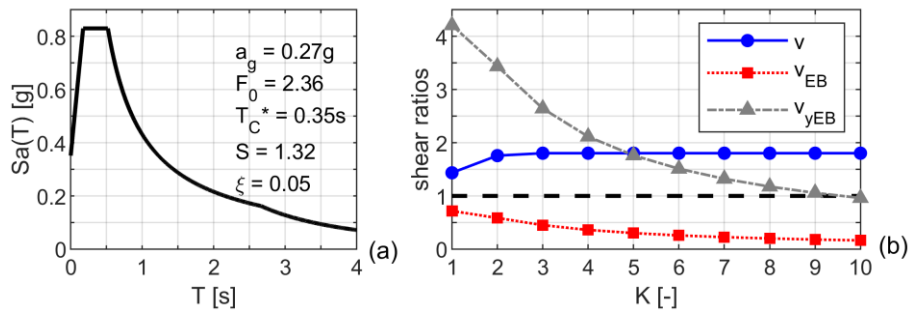 0.8
0.6
0.4
0.2
0
Sa(T) [g]
a_g = 0.27g
F_0 = 2.36
T_C* = 0.35s
S = 1.32
ξ = 0.05
0 1 2 3 4
T [s]
(a)
4
3
2
1
0
shear ratios
v
v_EB
v_yEB
1 2 3 4 5 6 7 8 9 10
K [-]
(b)